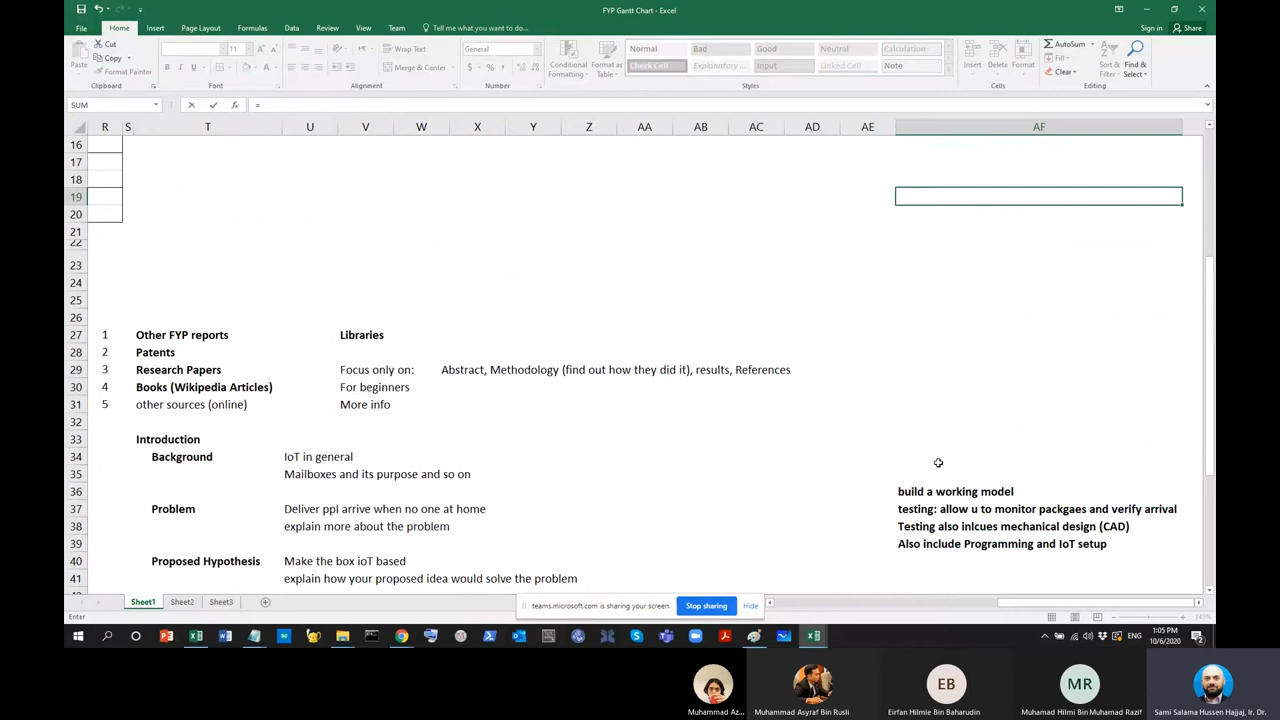 FYP Gantt Chart - Excel
File Home Insert Page Layout Formulas Data Review View Team Tell me what you want to do... Sign in Share
Paste Cut Copy Format Painter Clipboard
11 B I U Font
Wrap Text Merge & Center Alignment
General $ % , Number
Conditional Formatting Format as Table
Normal Bad Good Neutral Calculation
Check Cell Explanatory ... Input Linked Cell Note
Styles
Insert Delete Format Cells
AutoSum Fill Clear Sort & Filter Find & Select Editing
SUM fx =
R S T U V W X Y Z AA AB AC AD AE AF
16
17
18
19
20
21
22
23
24
25
26
27 1 Other FYP reports Libraries
28 2 Patents
29 3 Research Papers Focus only on: Abstract, Methodology (find out how they did it), results, References
30 4 Books (Wikipedia Articles) For beginners
31 5 other sources (online) More info
32
33 Introduction
34 Background IoT in general
35 Mailboxes and its purpose and so on
36 build a working model
37 Problem Deliver ppl arrive when no one at home testing: allow u to monitor packgaes and verify arrival
38 explain more about the problem Testing also inlcues mechanical design (CAD)
39 Also include Programming and IoT setup
40 Proposed Hypothesis Make the box ioT based
41 explain how your proposed idea would solve the problem
Sheet1 Sheet2 Sheet3
teams.microsoft.com is sharing your screen. Stop sharing Hide
Enter
ENG 1:05 PM
10/6/2020 2
EB MR
Muhammad Az... Muhammad Asyraf Bin Rusli Eirfan Hilmie Bin Baharudin Muhamad Hilmi Bin Muhamad Razif Sami Salama Hussen Hajjaj, Ir. Dr.